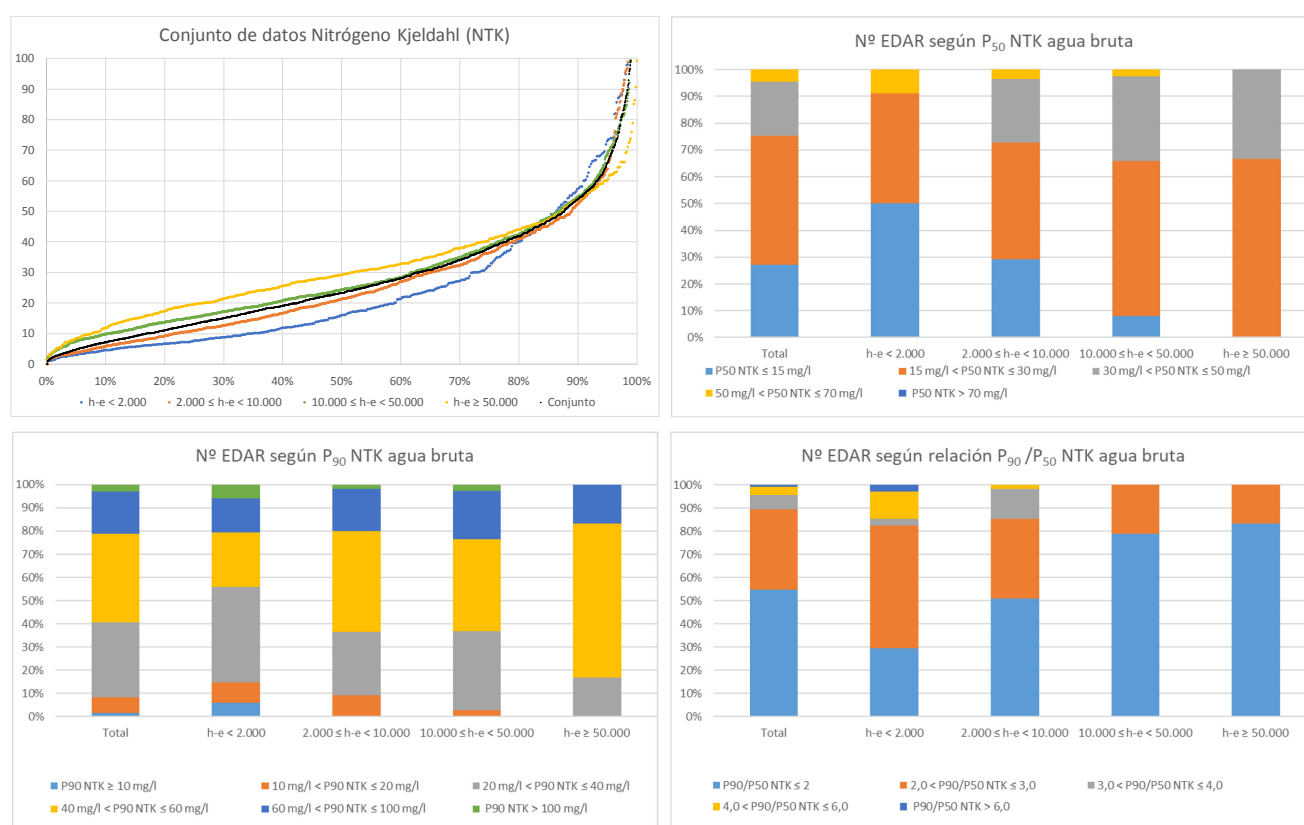 Conjunto de datos Nitrógeno Kjeldahl (NTK)
100
90
80
70
60
50
40
30
20
10
0
0% 10% 20% 30% 40% 50% 60% 70% 80% 90% 100%
h-e < 2.000 2.000 ≤ h-e < 10.000 10.000 ≤ h-e < 50.000 h-e ≥ 50.000 Conjunto
Nº EDAR según P50 NTK agua bruta
100%
90%
80%
70%
60%
50%
40%
30%
20%
10%
0%
Total h-e < 2.000 2.000 ≤ h-e < 10.000 10.000 ≤ h-e < 50.000 h-e ≥ 50.000
P50 NTK ≤ 15 mg/l 15 mg/l < P50 NTK ≤ 30 mg/l 30 mg/l < P50 NTK ≤ 50 mg/l
50 mg/l < P50 NTK ≤ 70 mg/l P50 NTK > 70 mg/l
Nº EDAR según P90 NTK agua bruta
100%
90%
80%
70%
60%
50%
40%
30%
20%
10%
0%
Total h-e < 2.000 2.000 ≤ h-e < 10.000 10.000 ≤ h-e < 50.000 h-e ≥ 50.000
P90 NTK ≥ 10 mg/l 10 mg/l < P90 NTK ≤ 20 mg/l 20 mg/l < P90 NTK ≤ 40 mg/l
40 mg/l < P90 NTK ≤ 60 mg/l 60 mg/l < P90 NTK ≤ 100 mg/l P90 NTK > 100 mg/l
Nº EDAR según relación P90 /P50 NTK agua bruta
100%
90%
80%
70%
60%
50%
40%
30%
20%
10%
0%
Total h-e < 2.000 2.000 ≤ h-e < 10.000 10.000 ≤ h-e < 50.000 h-e ≥ 50.000
P90/P50 NTK ≤ 2 2,0 < P90/P50 NTK ≤ 3,0 3,0 < P90/P50 NTK ≤ 4,0
4,0 < P90/P50 NTK ≤ 6,0 P90/P50 NTK > 6,0